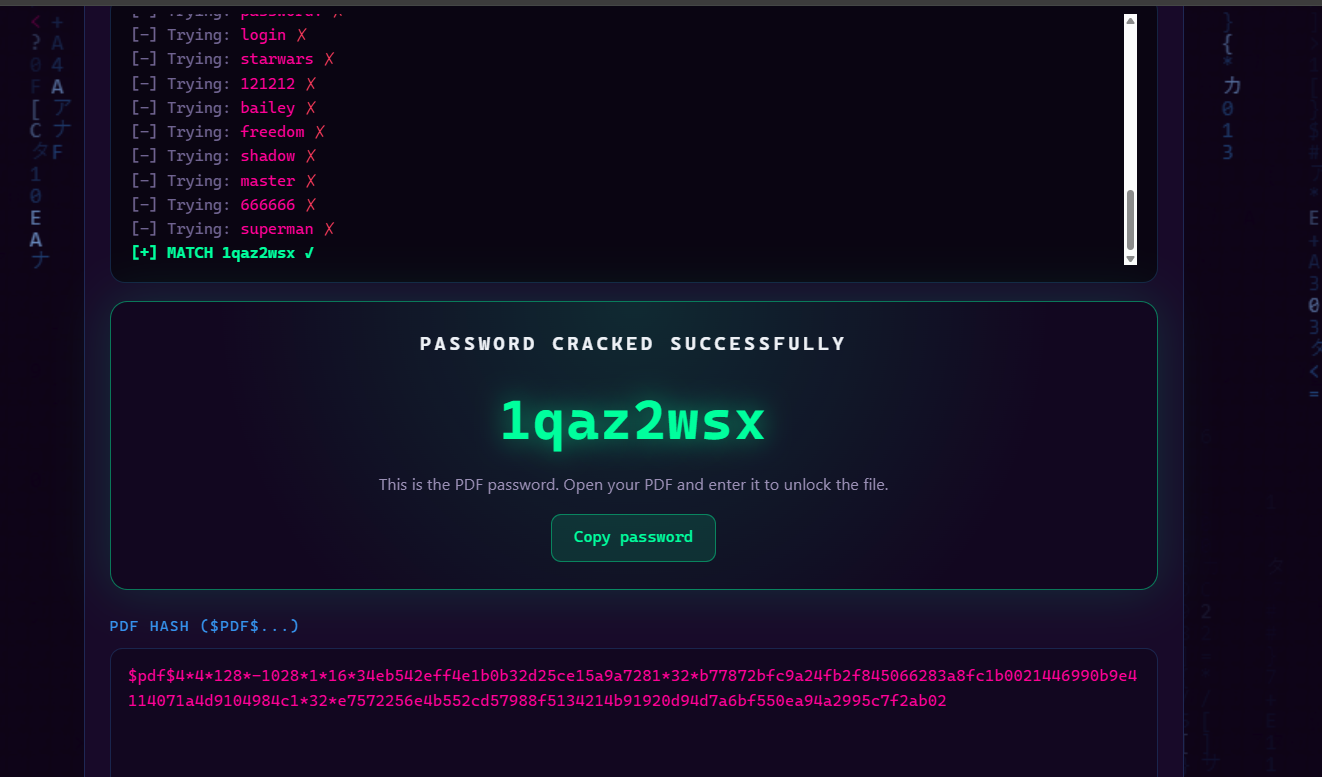 [-] Trying: login ✗
[-] Trying: starwars ✗
[-] Trying: 121212 ✗
[-] Trying: bailey ✗
[-] Trying: freedom ✗
[-] Trying: shadow ✗
[-] Trying: master ✗
[-] Trying: 666666 ✗
[-] Trying: superman ✗
[+] MATCH 1qaz2wsx ✓
PASSWORD CRACKED SUCCESSFULLY
1qaz2wsx
This is the PDF password. Open your PDF and enter it to unlock the file.
Copy password
PDF HASH ($PDF$...)
$pdf$4*4*128*-1028*1*16*34eb542eff4e1b0b32d25ce15a9a7281*32*b77872bfc9a24fb2f845066283a8fc1b0021446990b9e4
114071a4d9104984c1*32*e7572256e4b552cd57988f5134214b91920d94d7a6bf550ea94a2995c7f2ab02